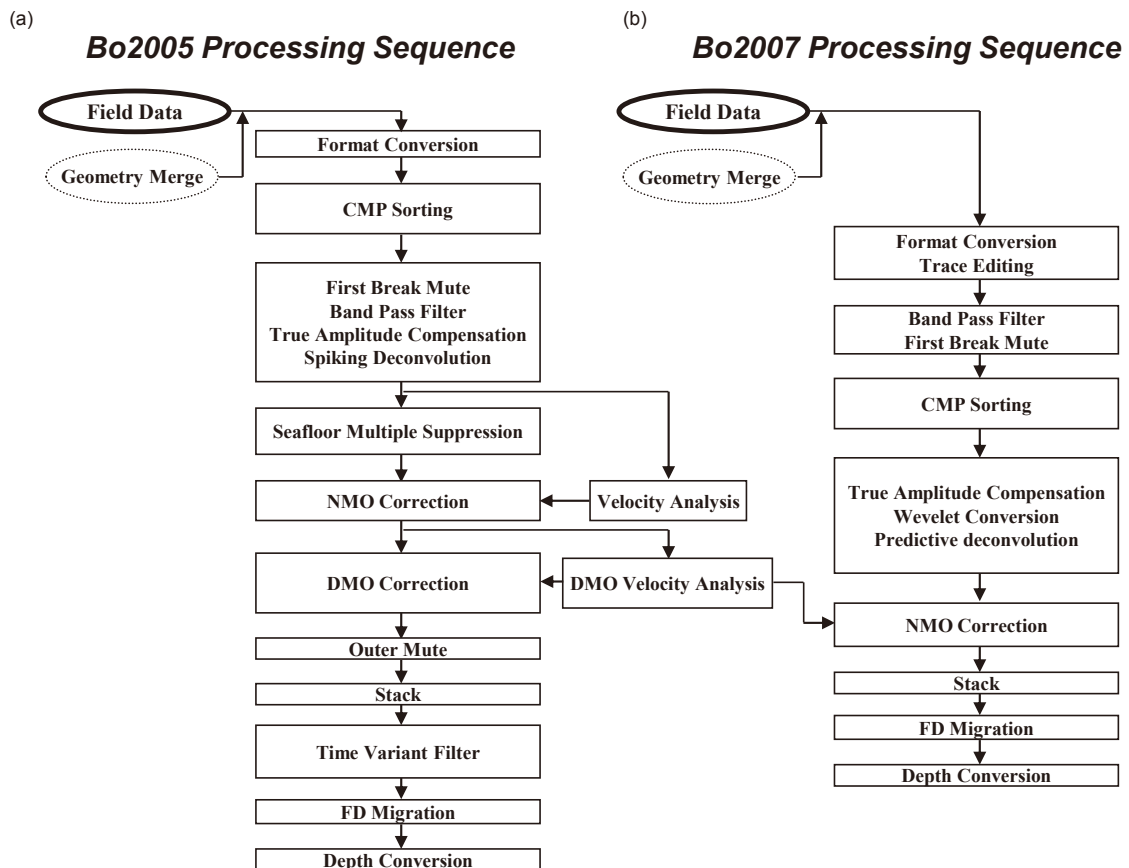 (a)
Bo2005 Processing Sequence
Field Data
Geometry Merge
Format Conversion
CMP Sorting
First Break Mute
Band Pass Filter
True Amplitude Compensation
Spiking Deconvolution
Seafloor Multiple Suppression
NMO Correction
Velocity Analysis
DMO Correction
DMO Velocity Analysis
Outer Mute
Stack
Time Variant Filter
FD Migration
Depth Conversion
(b)
Bo2007 Processing Sequence
Field Data
Geometry Merge
Format Conversion
Trace Editing
Band Pass Filter
First Break Mute
CMP Sorting
True Amplitude Compensation
Wevelet Conversion
Predictive deconvolution
NMO Correction
Stack
FD Migration
Depth Conversion